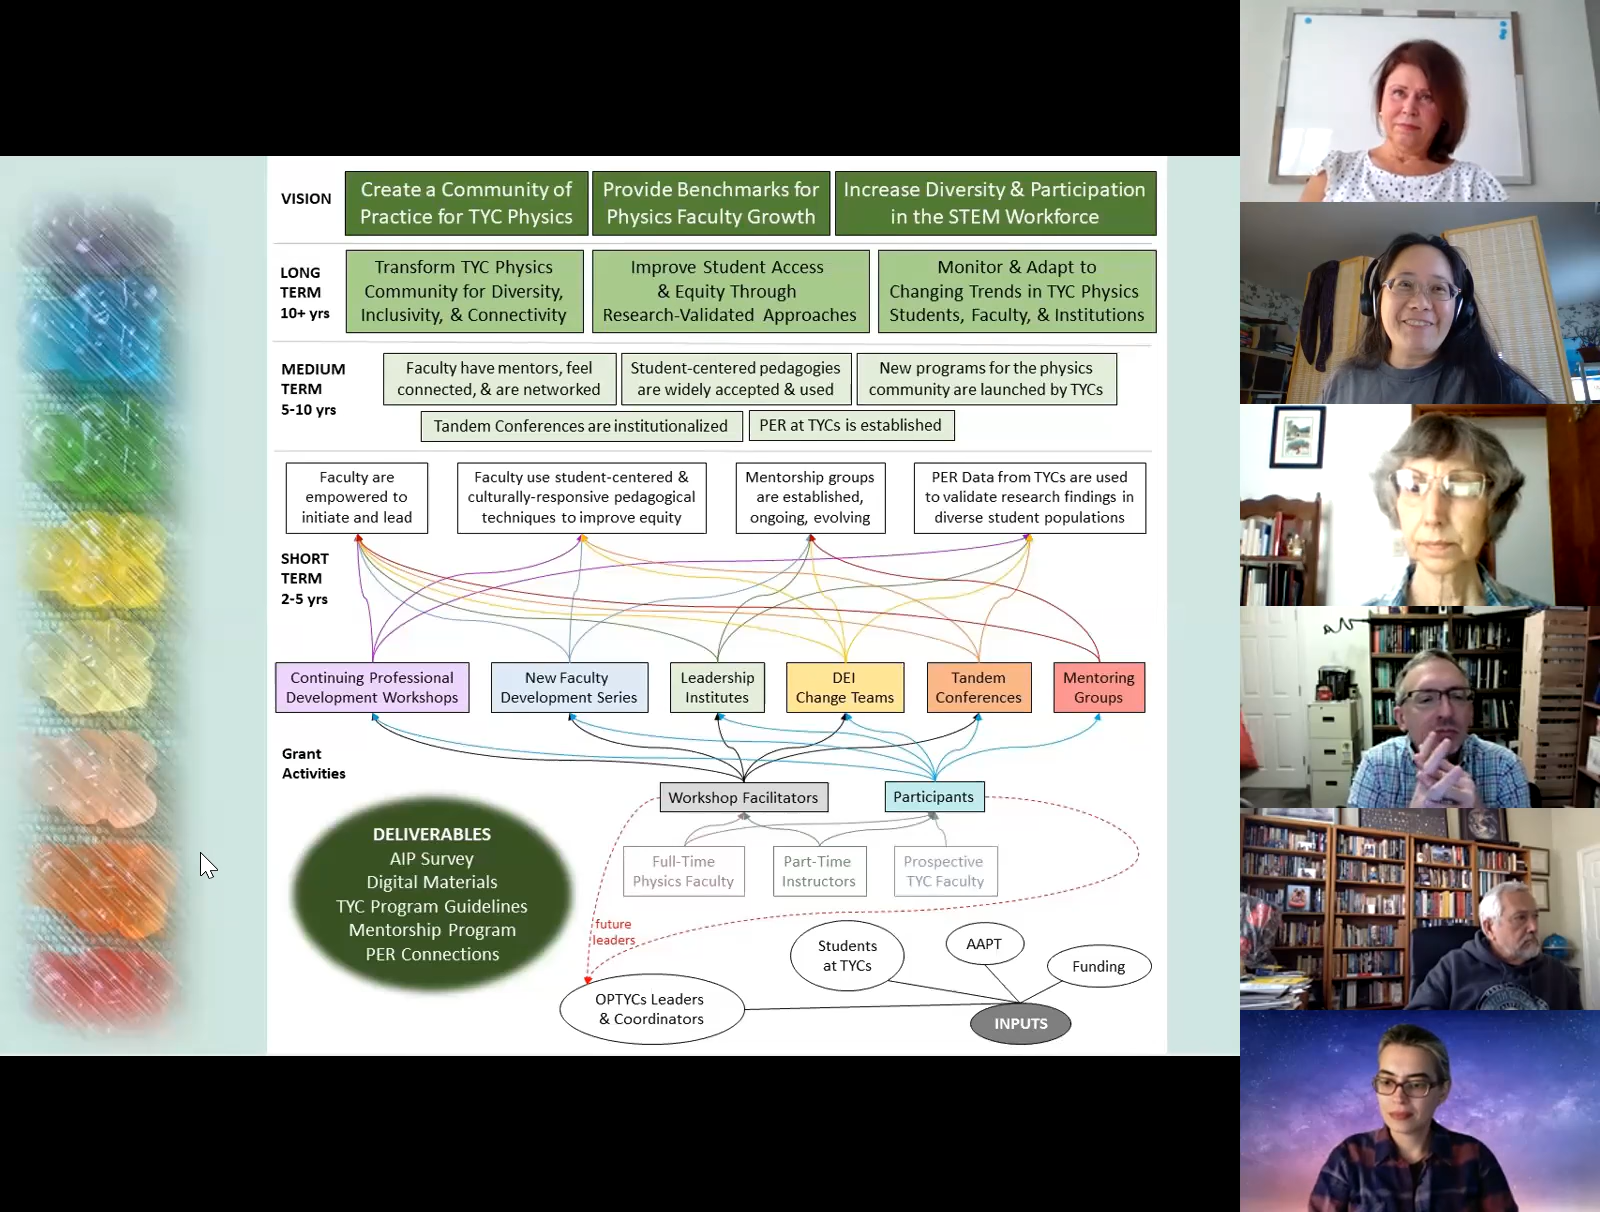 VISION
Create a Community of
Practice for TYC Physics
Provide Benchmarks for
Physics Faculty Growth
Increase Diversity & Participation
in the STEM Workforce
LONG
TERM
10+ yrs
Transform TYC Physics
Community for Diversity,
Inclusivity, & Connectivity
Improve Student Access
& Equity Through
Research-Validated Approaches
Monitor & Adapt to
Changing Trends in TYC Physics
Students, Faculty, & Institutions
MEDIUM
TERM
5-10 yrs
Faculty have mentors, feel
connected, & are networked
Student-centered pedagogies
are widely accepted & used
New programs for the physics
community are launched by TYCs
Tandem Conferences are institutionalized
PER at TYCs is established
Faculty are
empowered to
initiate and lead
Faculty use student-centered &
culturally-responsive pedagogical
techniques to improve equity
Mentorship groups
are established,
ongoing, evolving
PER Data from TYCs are used
to validate research findings in
diverse student populations
SHORT
TERM
2-5 yrs
Continuing Professional
Development Workshops
New Faculty
Development Series
Leadership
Institutes
DEI
Change Teams
Tandem
Conferences
Mentoring
Groups
Grant
Activities
Workshop Facilitators
Participants
Full-Time
Physics Faculty
Part-Time
Instructors
Prospective
TYC Faculty
DELIVERABLES
AIP Survey
Digital Materials
TYC Program Guidelines
Mentorship Program
PER Connections
future
leaders
Students
at TYCs
AAPT
Funding
OPTYCs Leaders
& Coordinators
INPUTS